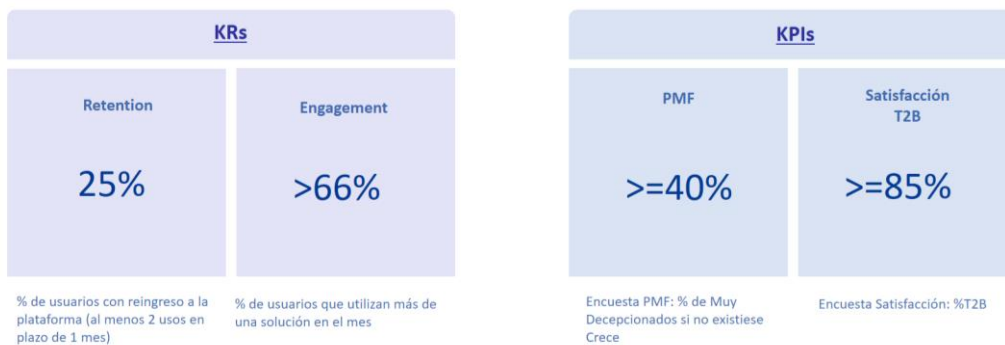 KRs
Retention
25%
% de usuarios con reingreso a la
plataforma (al menos 2 usos en
plazo de 1 mes)
Engagement
>66%
% de usuarios que utilizan más de
una solución en el mes
KPIs
PMF
>=40%
Encuesta PMF: % de Muy
Decepcionados si no existiese
Crece
Satisfacción
T2B
>=85%
Encuesta Satisfacción: %T2B